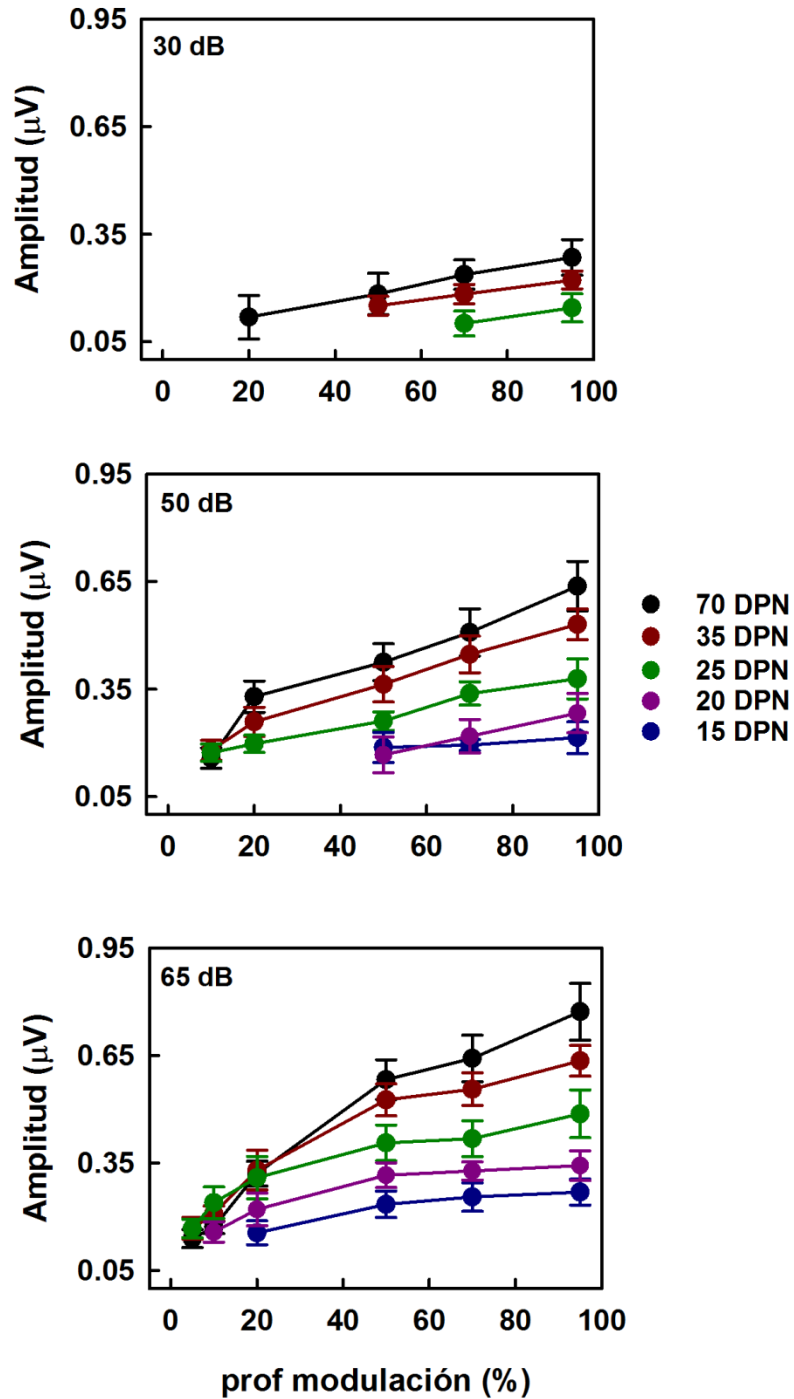 30 dB
Amplitud (μV)
0.95
0.65
0.35
0.05
0 20 40 60 80 100
50 dB
Amplitud (μV)
0.95
0.65
0.35
0.05
0 20 40 60 80 100
70 DPN
35 DPN
25 DPN
20 DPN
15 DPN
65 dB
Amplitud (μV)
0.95
0.65
0.35
0.05
0 20 40 60 80 100
prof modulación (%)